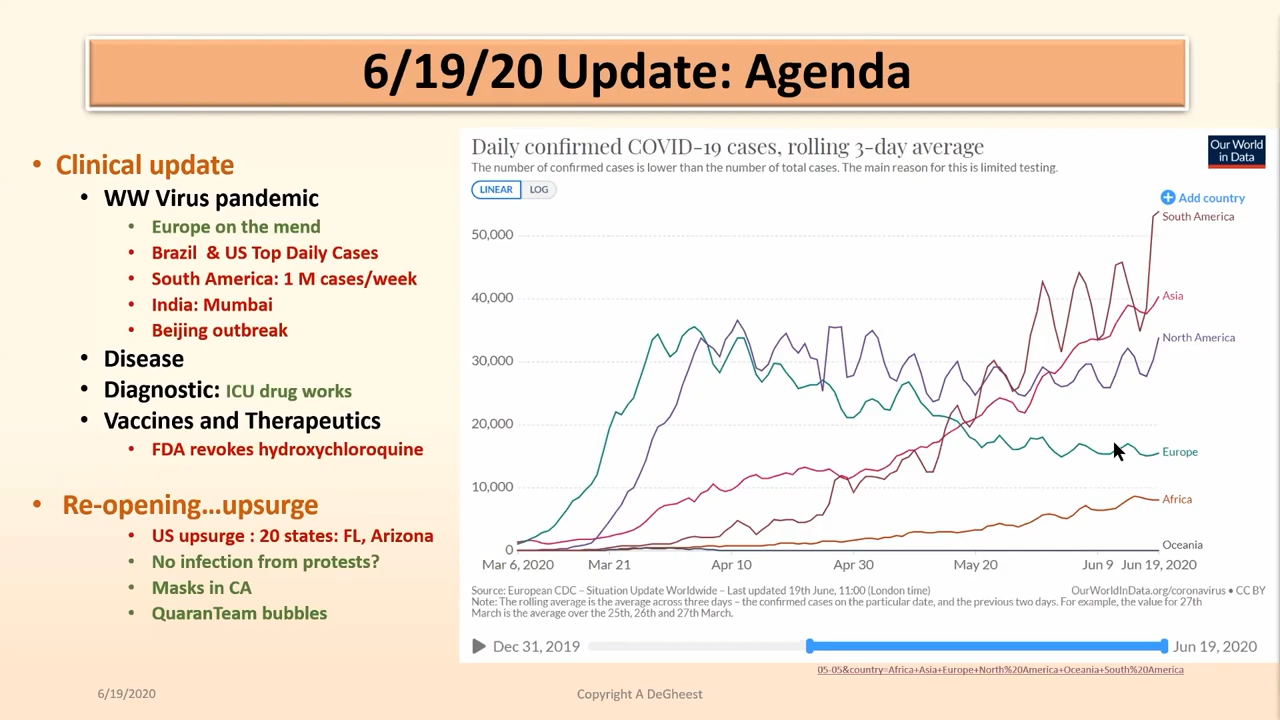 6/19/20 Update: Agenda
• Clinical update
• WW Virus pandemic
• Europe on the mend
• Brazil & US Top Daily Cases
• South America: 1 M cases/week
• India: Mumbai
• Beijing outbreak
• Disease
• Diagnostic: ICU drug works
• Vaccines and Therapeutics
• FDA revokes hydroxychloroquine
• Re-opening...upsurge
• US upsurge : 20 states: FL, Arizona
• No infection from protests?
• Masks in CA
• QuaranTeam bubbles
Daily confirmed COVID-19 cases, rolling 3-day average
The number of confirmed cases is lower than the number of total cases. The main reason for this is limited testing.
Our World
in Data
LINEAR LOG
Add country
South America
50,000
40,000
Asia
North America
30,000
20,000
Europe
10,000
Africa
Oceania
0
Mar 6, 2020 Mar 21 Apr 10 Apr 30 May 20 Jun 9 Jun 19, 2020
Source: European CDC – Situation Update Worldwide – Last updated 19th June, 11:00 (London time) OurWorldInData.org/coronavirus • CC BY
Note: The rolling average is the average across three days – the confirmed cases on the particular date, and the previous two days. For example, the value for 27th
March is the average over the 25th, 26th and 27th March.
Dec 31, 2019 Jun 19, 2020
05-05&country=Africa+Asia+Europe+North%20America+Oceania+South%20America
6/19/2020 Copyright A DeGheest